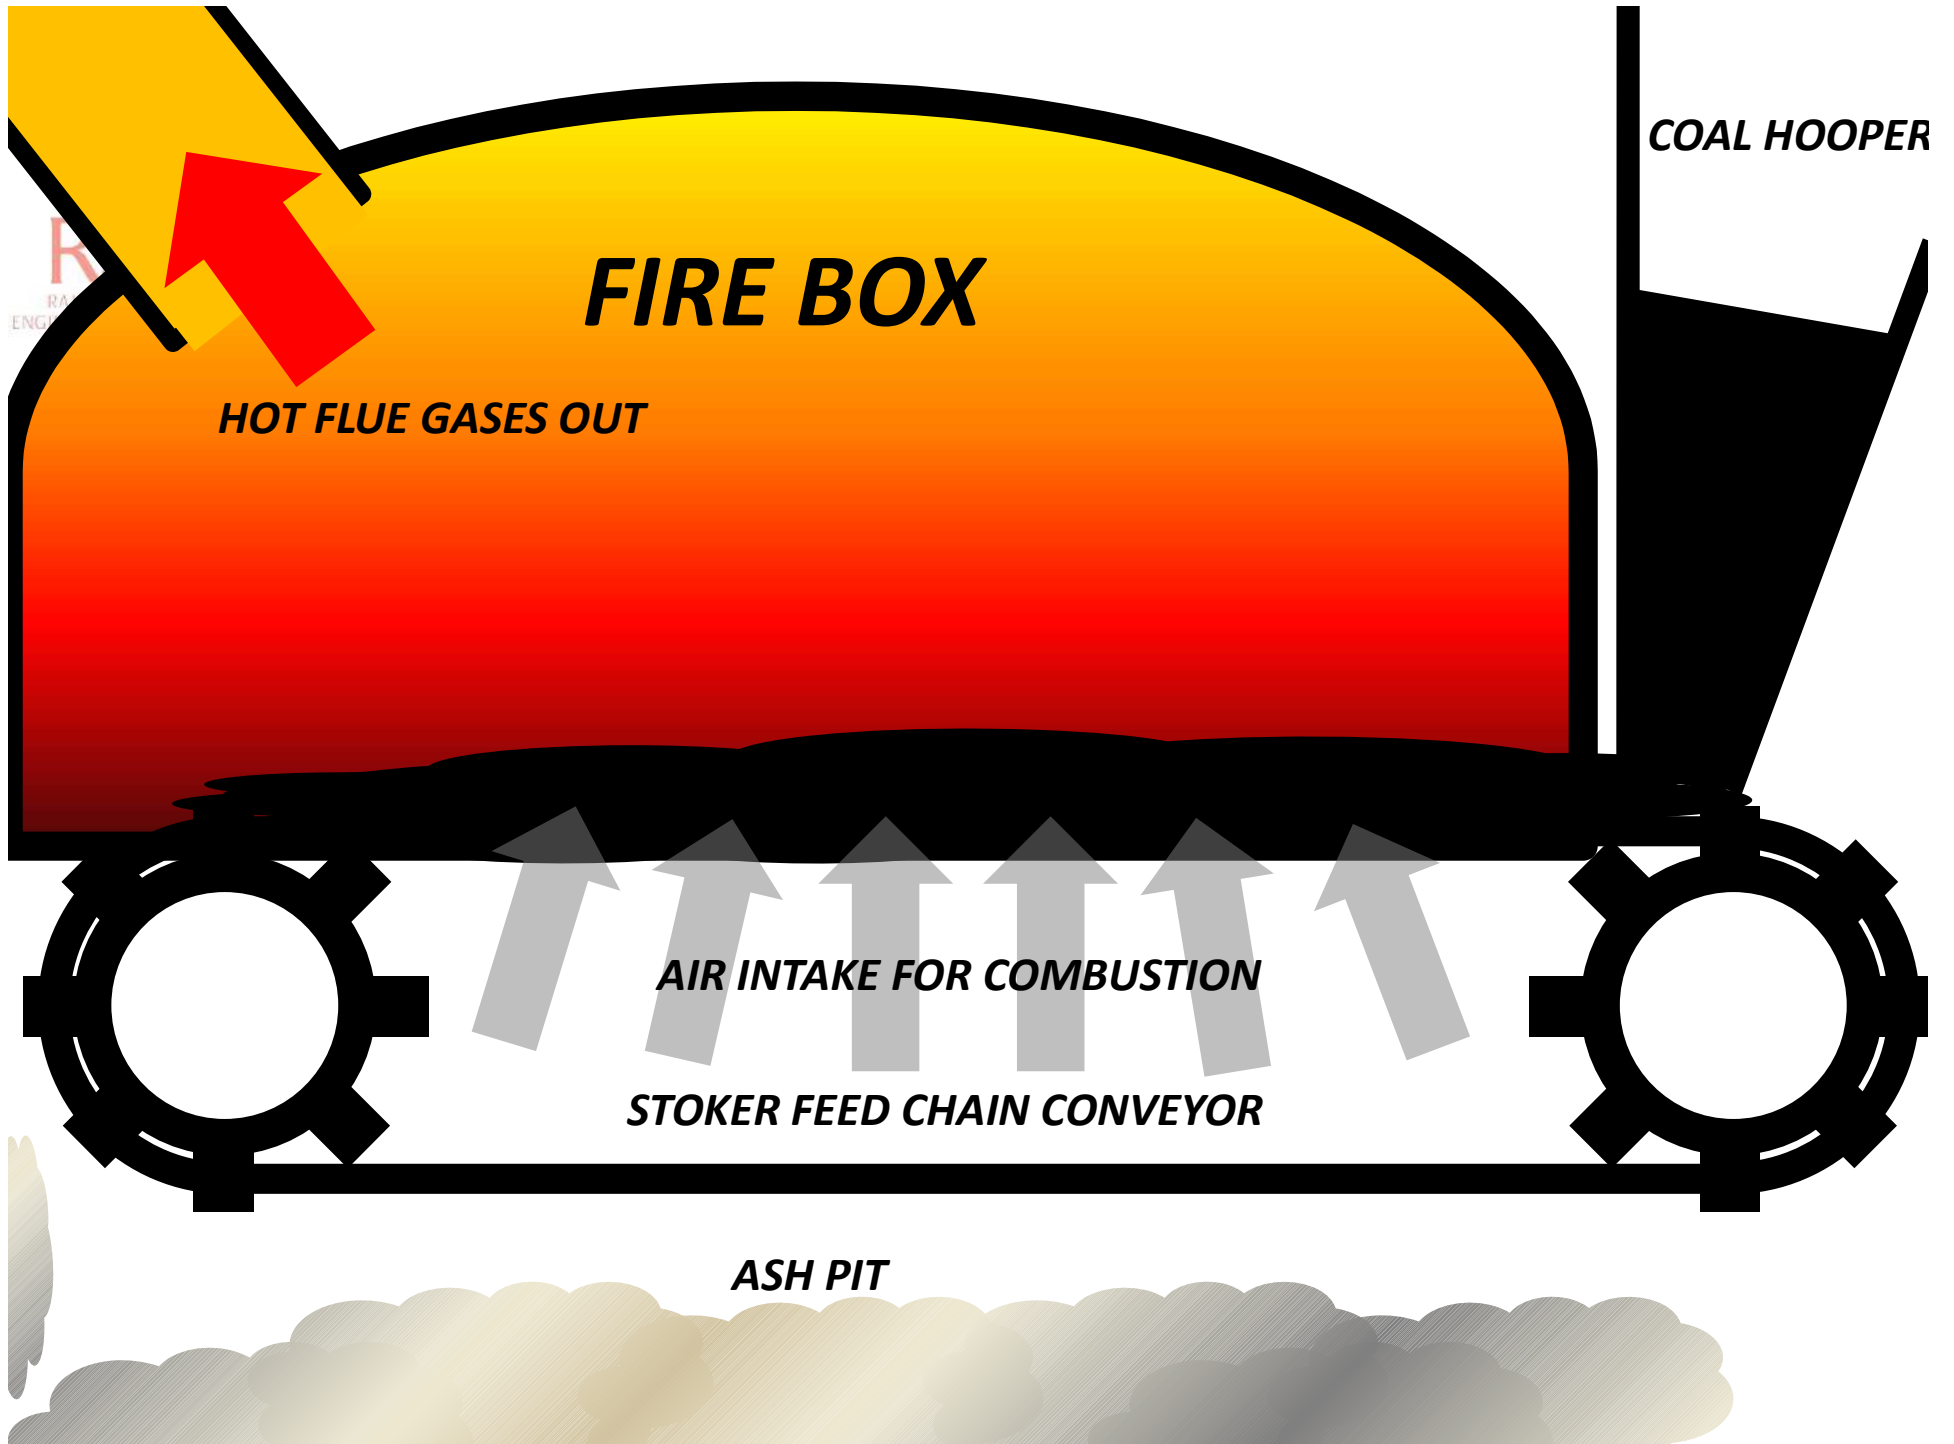 COAL HOOPER
R
FIRE BOX
HOT FLUE GASES OUT
AIR INTAKE FOR COMBUSTION
STOKER FEED CHAIN CONVEYOR
ASH PIT